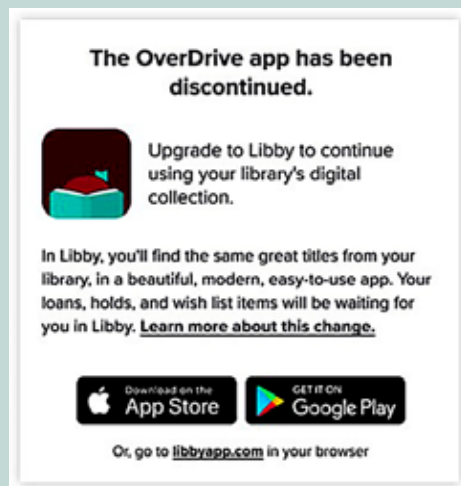 The OverDrive app has been
discontinued.
Upgrade to Libby to continue
using your library's digital
collection.
In Libby, you'll find the same great titles from your
library, in a beautiful, modern, easy-to-use app. Your
loans, holds, and wish list items will be waiting for
you in Libby. Learn more about this change.
Download on the
App Store
GET IT ON
Google Play
Or, go to libbyapp.com in your browser